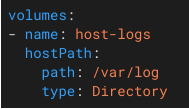 volumes:
- name: host-logs
  hostPath:
    path: /var/log
    type: Directory